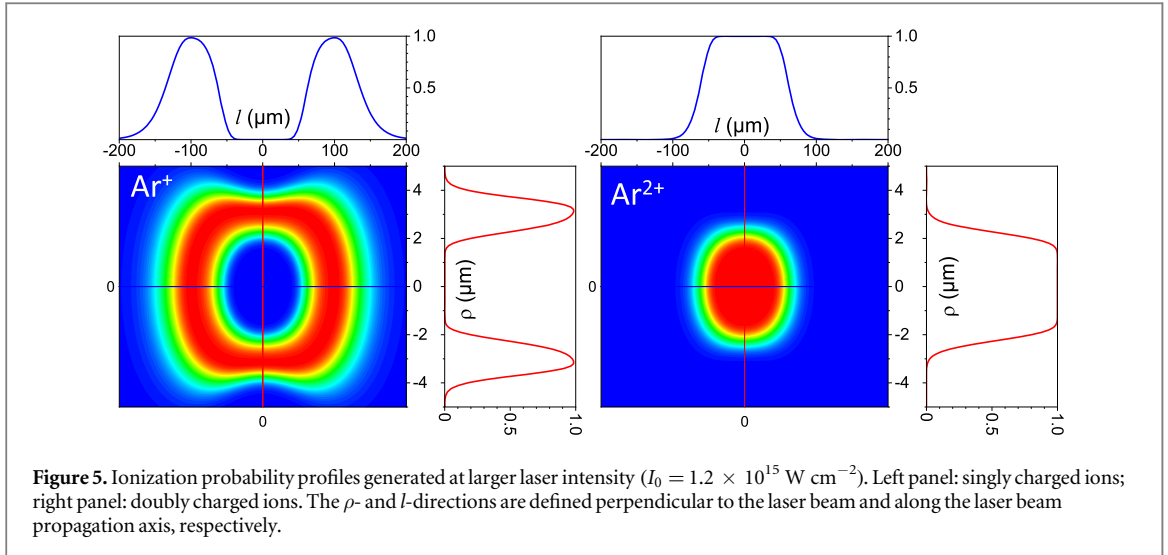 1.0
0.5
l (μm)
-200 -100 0 100 200
1.0
0.5
l (μm)
-200 -100 0 100 200
Ar+
0
0
4
2
0
-2
-4
ρ (μm)
0 0.5 1.0
Ar2+
0
0
4
2
0
-2
-4
ρ (μm)
0 0.5 1.0
Figure 5. Ionization probability profiles generated at larger laser intensity (I₀ = 1.2 × 10¹⁵ W cm⁻²). Left panel: singly charged ions;
right panel: doubly charged ions. The ρ- and l-directions are defined perpendicular to the laser beam and along the laser beam
propagation axis, respectively.